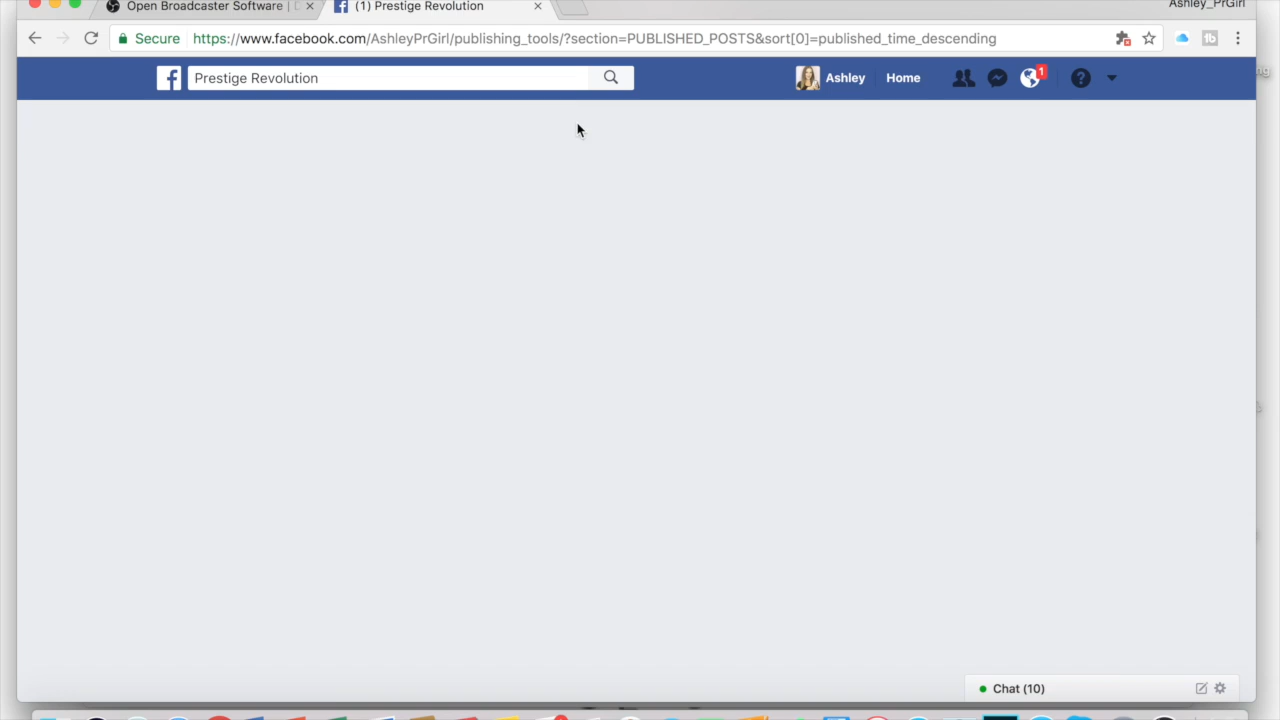 Ashley_PrGirl
Open Broadcaster Software |
(1) Prestige Revolution
Secure
https://www.facebook.com/AshleyPrGirl/publishing_tools/?section=PUBLISHED_POSTS&sort[0]=published_time_descending
Prestige Revolution
Ashley
Home
1
Chat (10)